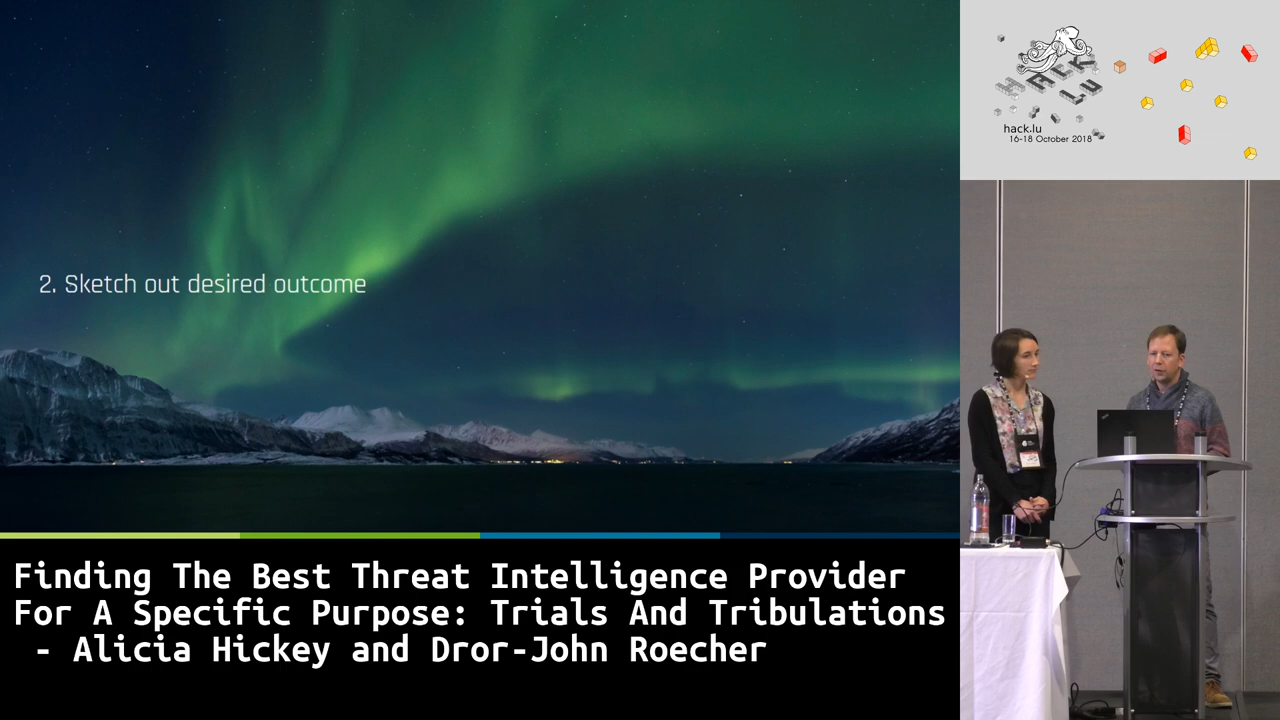 2. Sketch out desired outcome
hack.lu
16-18 October 2018
Finding The Best Threat Intelligence Provider
For A Specific Purpose: Trials And Tribulations
- Alicia Hickey and Dror-John Roecher